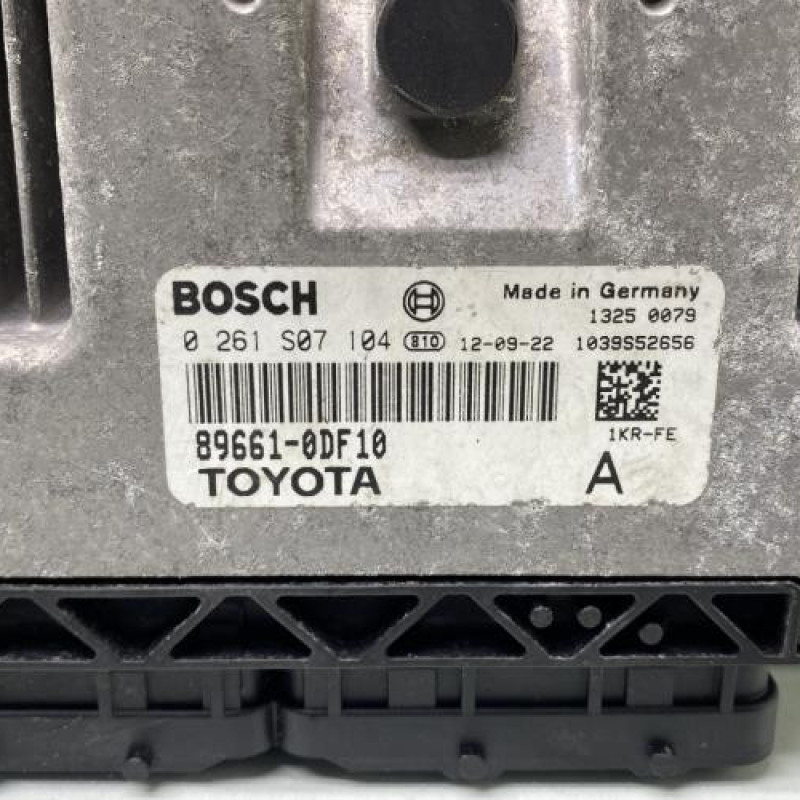 BOSCH Made in Germany
1325 0079
0 261 S07 104 810 12-09-22 1039S52656
89661-0DF10 1KR-FE
TOYOTA A